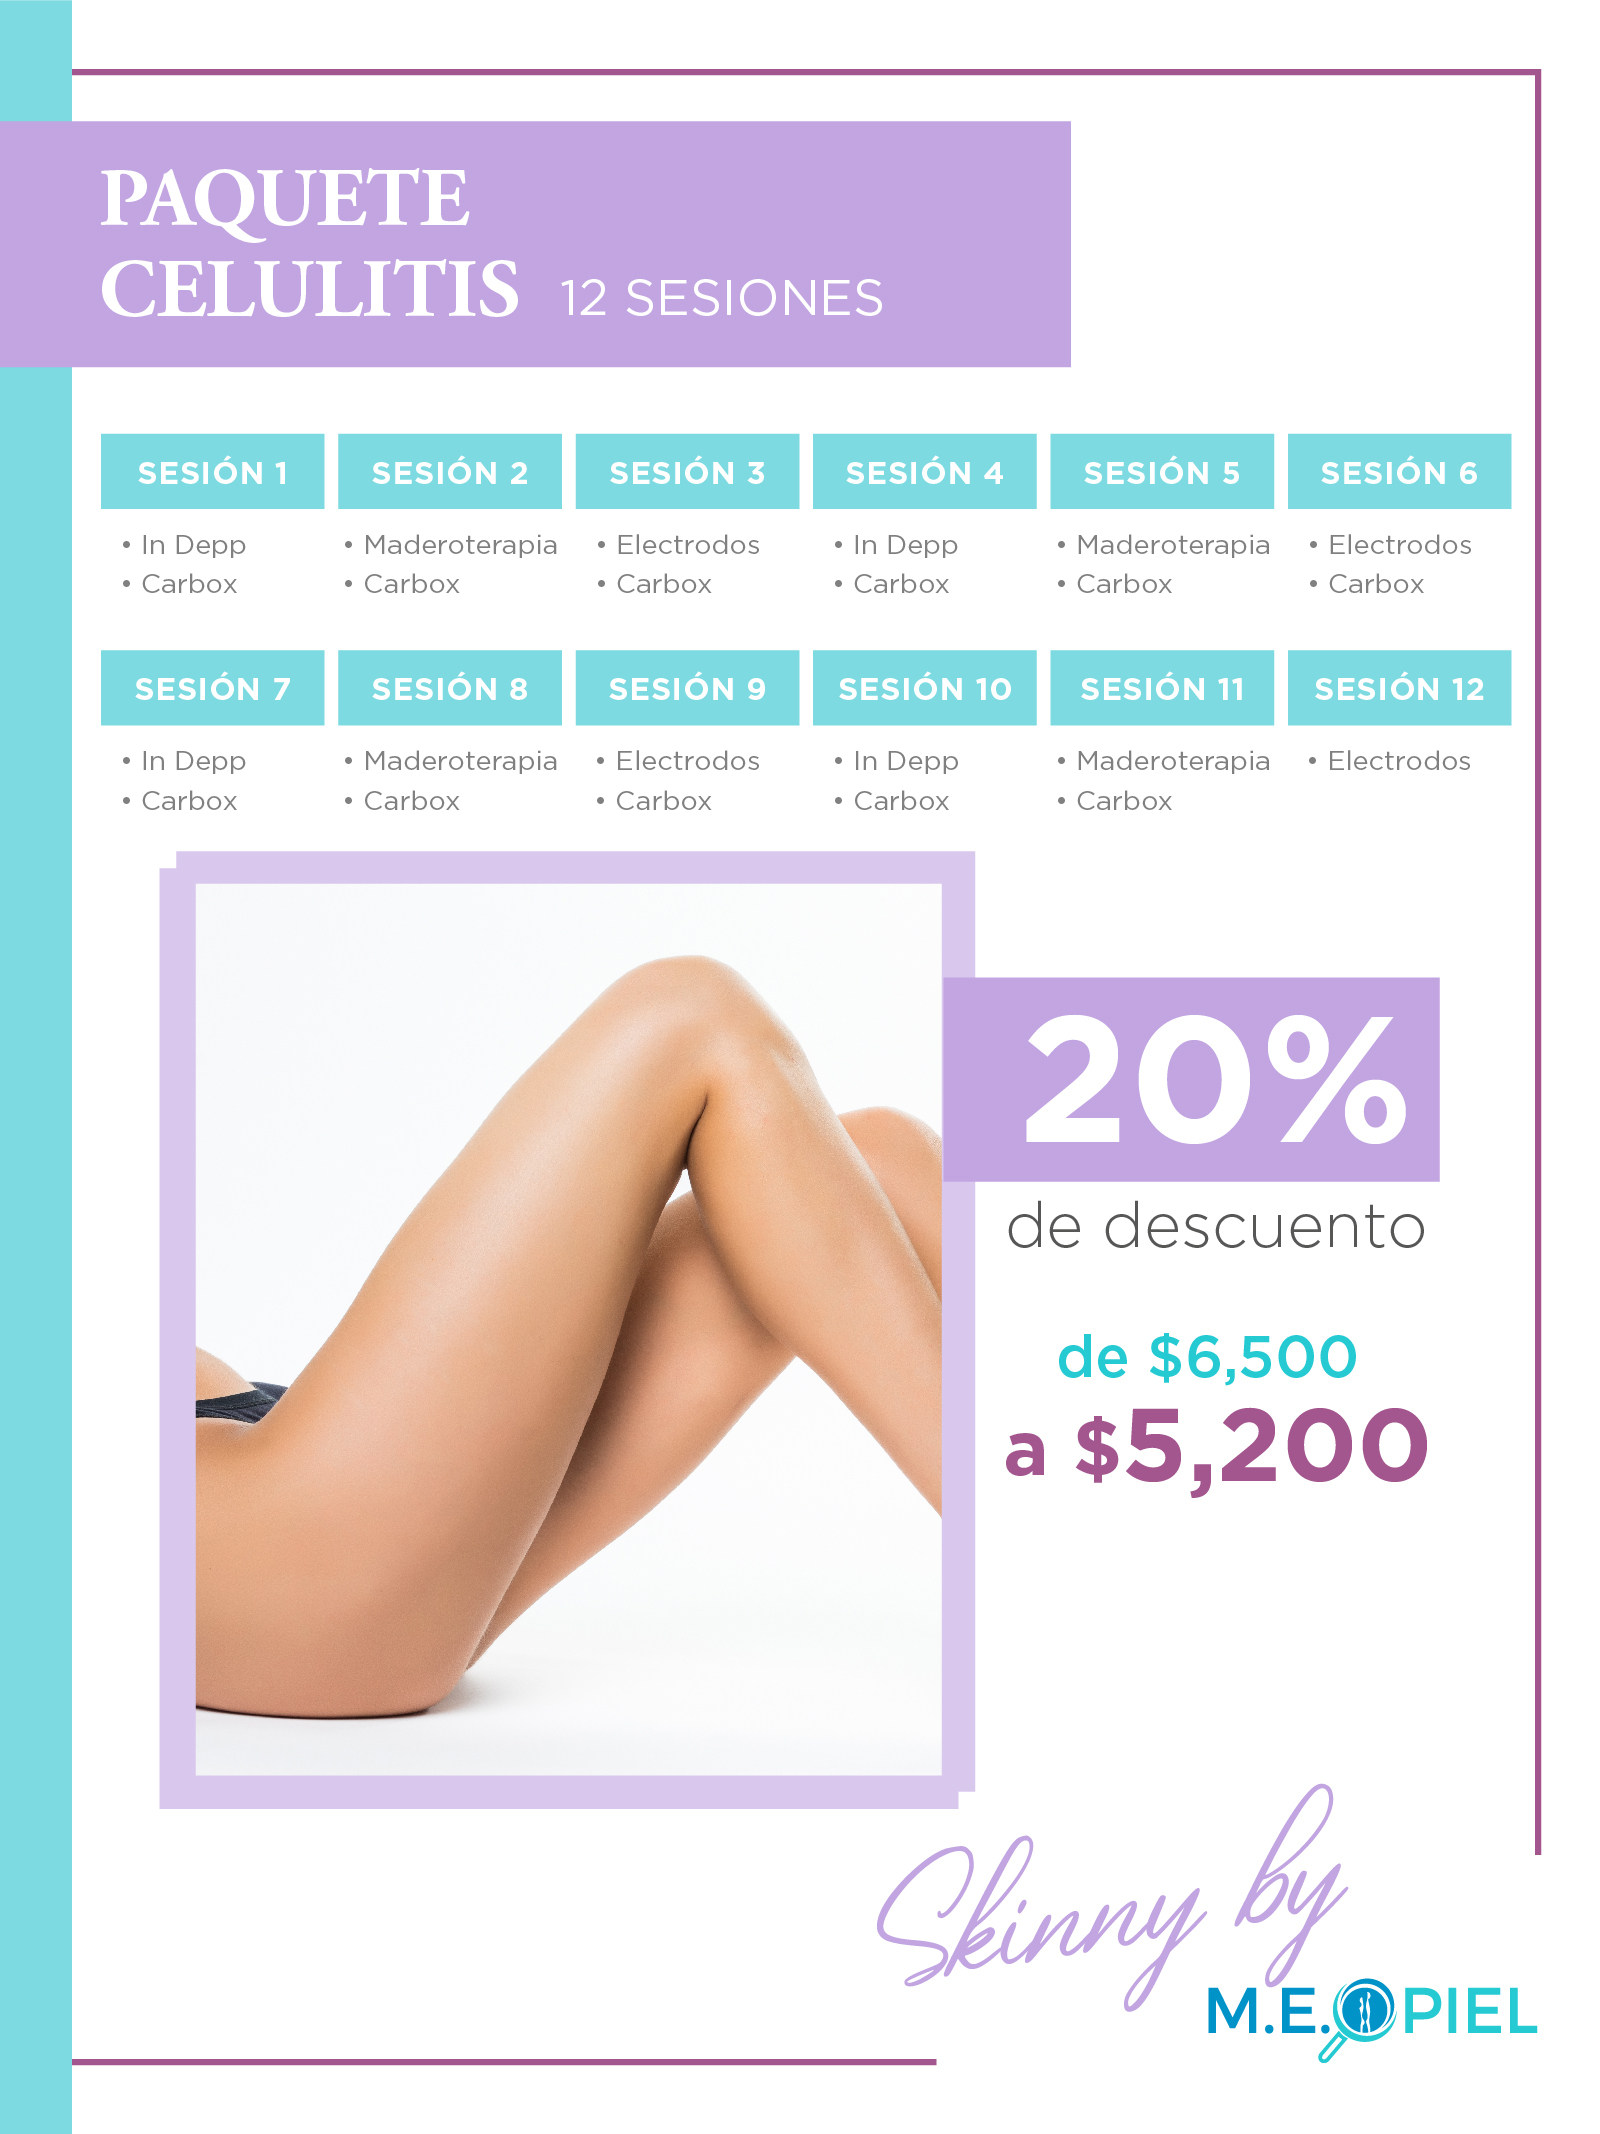 PAQUETE
CELULITIS 12 SESIONES
SESIÓN 1
• In Depp
• Carbox
SESIÓN 2
• Maderoterapia
• Carbox
SESIÓN 3
• Electrodos
• Carbox
SESIÓN 4
• In Depp
• Carbox
SESIÓN 5
• Maderoterapia
• Carbox
SESIÓN 6
• Electrodos
• Carbox
SESIÓN 7
• In Depp
• Carbox
SESIÓN 8
• Maderoterapia
• Carbox
SESIÓN 9
• Electrodos
• Carbox
SESIÓN 10
• In Depp
• Carbox
SESIÓN 11
• Maderoterapia
• Carbox
SESIÓN 12
• Electrodos
20%
de descuento
de $6,500
a $5,200
Skinny by
M.E. PIEL